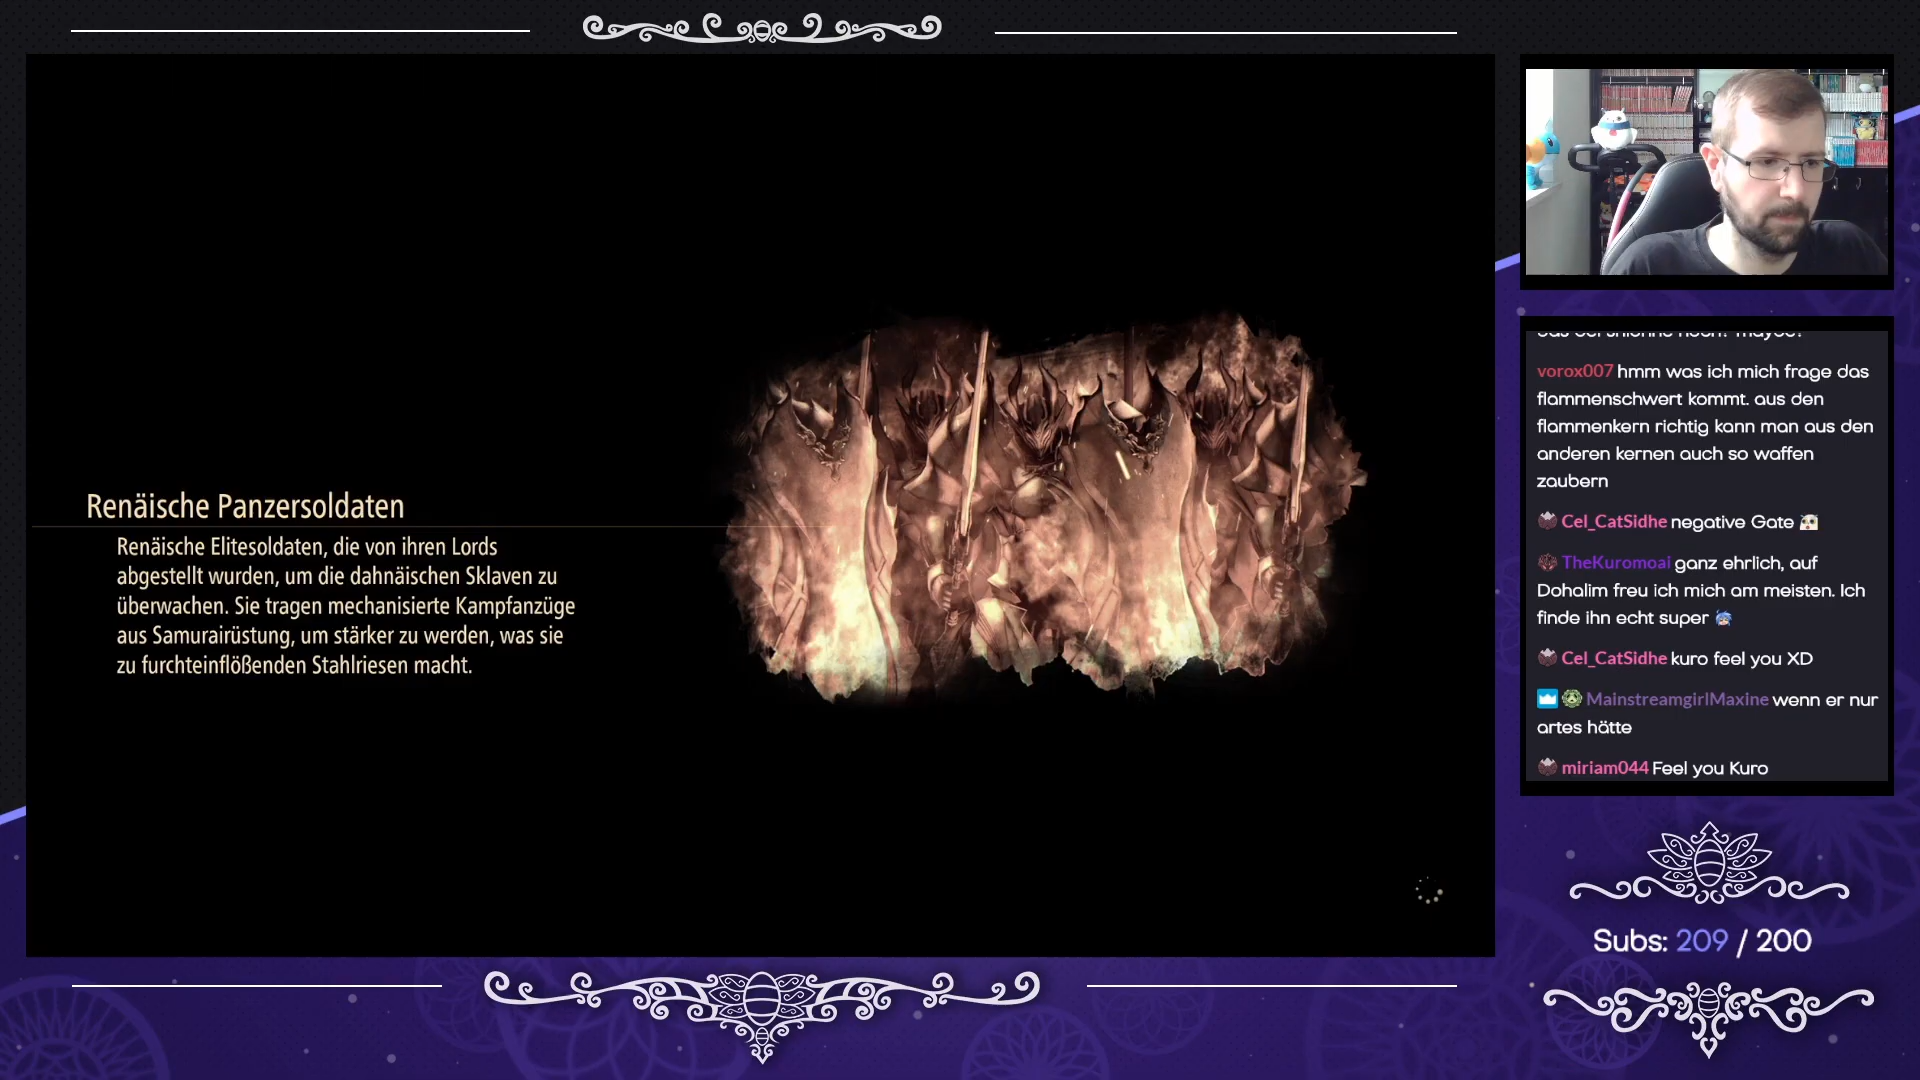 Renäische Panzersoldaten
Renäische Elitesoldaten, die von ihren Lords
abgestellt wurden, um die dahnäischen Sklaven zu
überwachen. Sie tragen mechanisierte Kampfanzüge
aus Samurairüstung, um stärker zu werden, was sie
zu furchteinflößenden Stahlriesen macht.
vorox007 hmm was ich mich frage das
flammenschwert kommt. aus den
flammenkern richtig kann man aus den
anderen kernen auch so waffen
zaubern
Cel_CatSidhe negative Gate
TheKuromoai ganz ehrlich, auf
Dohalim freu ich mich am meisten. Ich
finde ihn echt super
Cel_CatSidhe kuro feel you XD
MainstreamgirlMaxine wenn er nur
artes hätte
miriam044 Feel you Kuro
Subs: 209 / 200